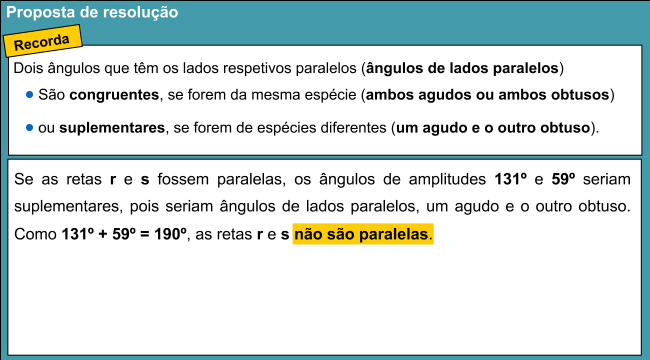 Proposta de resolução
Recorda
Dois ângulos que têm os lados respetivos paralelos (ângulos de lados paralelos)
● São congruentes, se forem da mesma espécie (ambos agudos ou ambos obtusos)
● ou suplementares, se forem de espécies diferentes (um agudo e o outro obtuso).
Se as retas r e s fossem paralelas, os ângulos de amplitudes 131º e 59º seriam
suplementares, pois seriam ângulos de lados paralelos, um agudo e o outro obtuso.
Como 131º + 59º = 190º, as retas r e s não são paralelas.